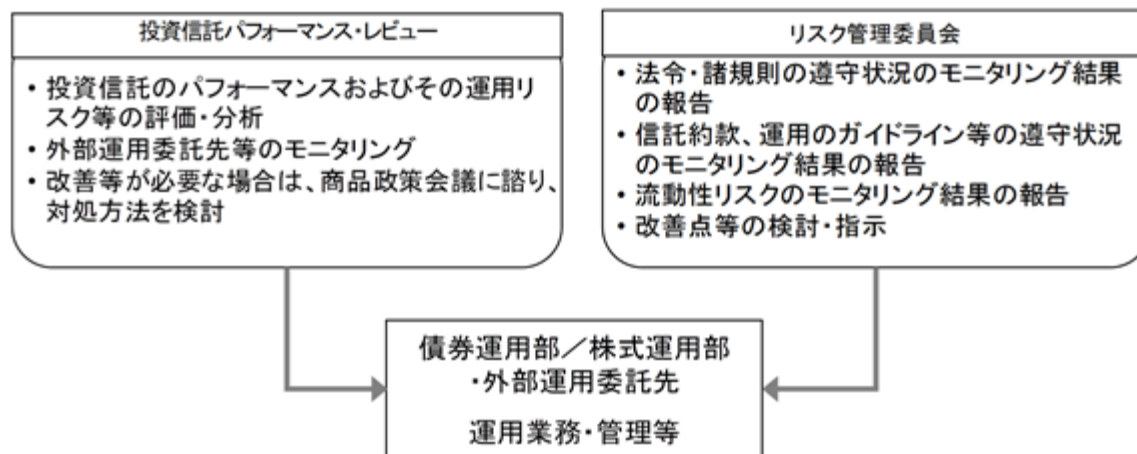 投資信託パフォーマンス・レビュー
・投資信託のパフォーマンスおよびその運用リ
スク等の評価・分析
・外部運用委託先等のモニタリング
・改善等が必要な場合は、商品政策会議に諮り、
対処方法を検討
リスク管理委員会
・法令・諸規則の遵守状況のモニタリング結果
の報告
・信託約款、運用のガイドライン等の遵守状況
のモニタリング結果の報告
・流動性リスクのモニタリング結果の報告
・改善点等の検討・指示
債券運用部／株式運用部
・外部運用委託先
運用業務・管理等